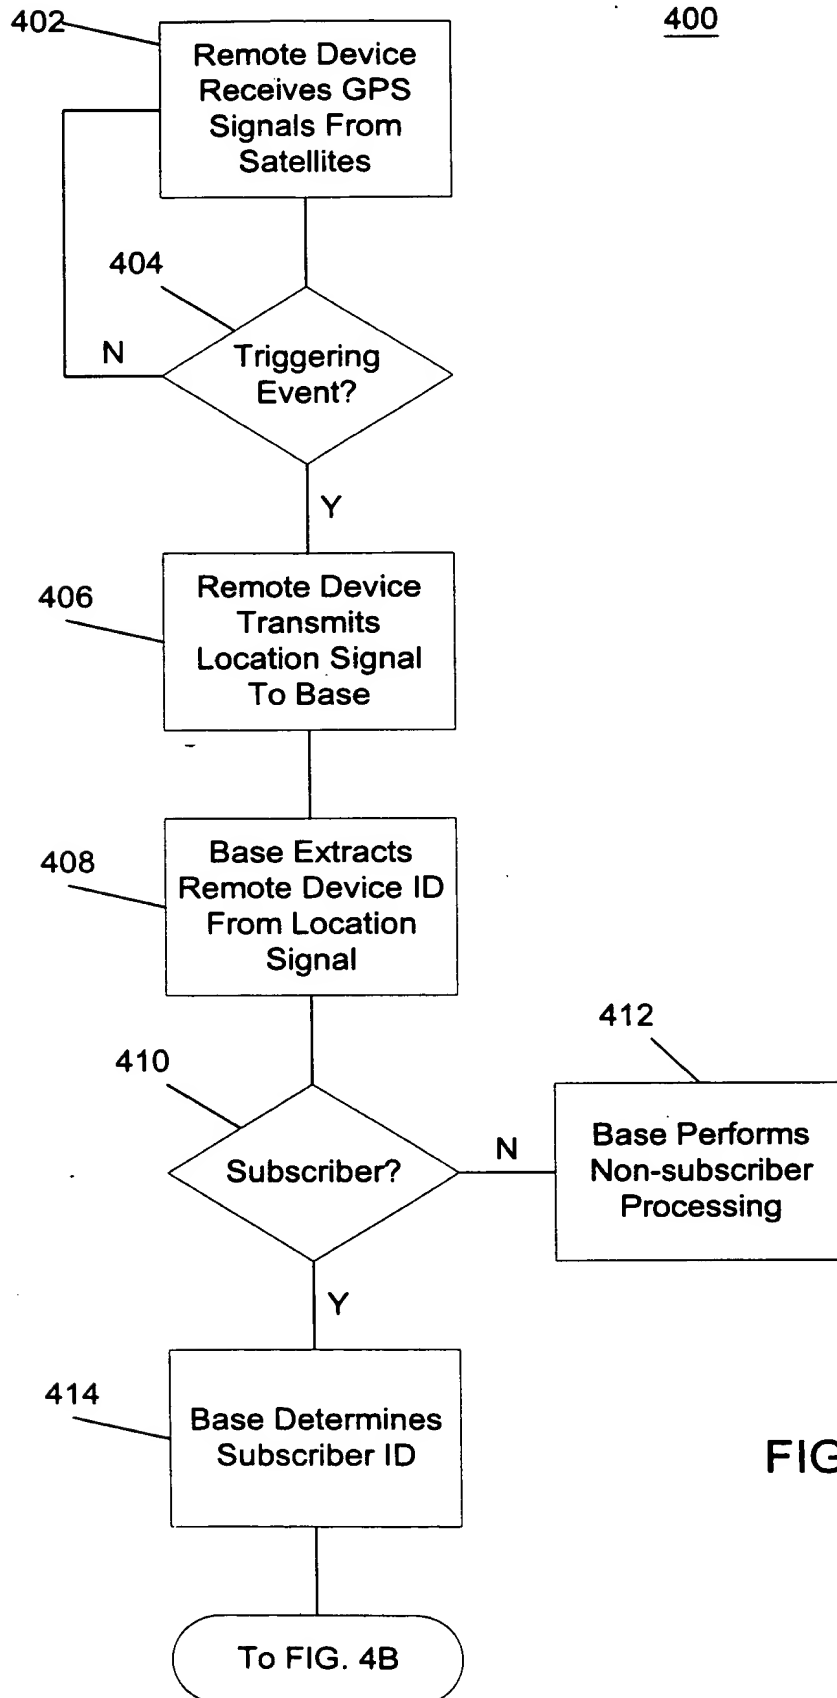 402
400
Remote Device
Receives GPS
Signals From
Satellites
404
N
Triggering
Event?
Y
406
Remote Device
Transmits
Location Signal
To Base
408
Base Extracts
Remote Device ID
From Location
Signal
410
412
Subscriber?
N
Base Performs
Non-subscriber
Processing
Y
414
Base Determines
Subscriber ID
FIG
To FIG. 4B